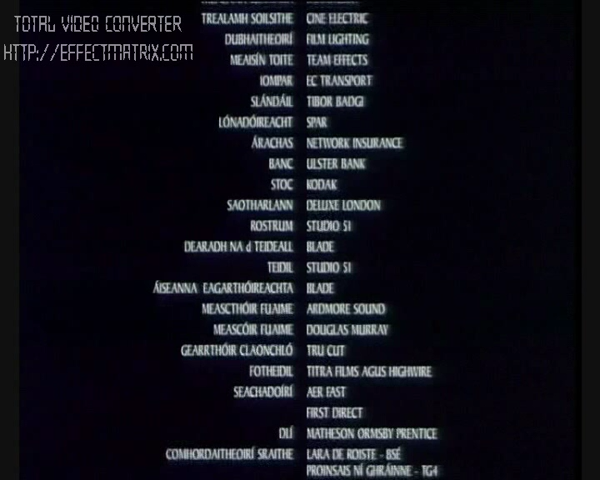 TOTAL VIDEO CONVERTER
HTTP://EFFECTMATRIX.COM
TREALAMH SOILSITHE CINE ELECTRIC
DUBHAITHEOIRÍ FILM LIGHTING
MEAISÍN TOITE TEAM EFFECTS
IOMPAR EC TRANSPORT
SLÁNDÁIL TIBOR BADGI
LÓNADÓIREACHT SPAR
ÁRACHAS NETWORK INSURANCE
BANC ULSTER BANK
STOC KODAK
SAOTHARLANN DELUXE LONDON
ROSTRUM STUDIO 51
DEARADH NA d TEIDEALL BLADE
TEIDIL STUDIO 51
ÁISEANNA EAGARTHÓIREACHTA BLADE
MEASCTHÓIR FUAIME ARDMORE SOUND
MEASCÓIR FUAIME DOUGLAS MURRAY
GEARRTHÓIR CLAONCHLÓ TRU CUT
FOTHEIDIL TITRA FILMS AGUS HIGHWIRE
SEACHADOIRÍ AER FAST
FIRST DIRECT
DLÍ MATHESON ORMSBY PRENTICE
COMHORDAITHEOIRÍ SRAITHE LARA DE ROISTE - BSÉ
PROINSAIS NÍ GHRÁINNE - TG4